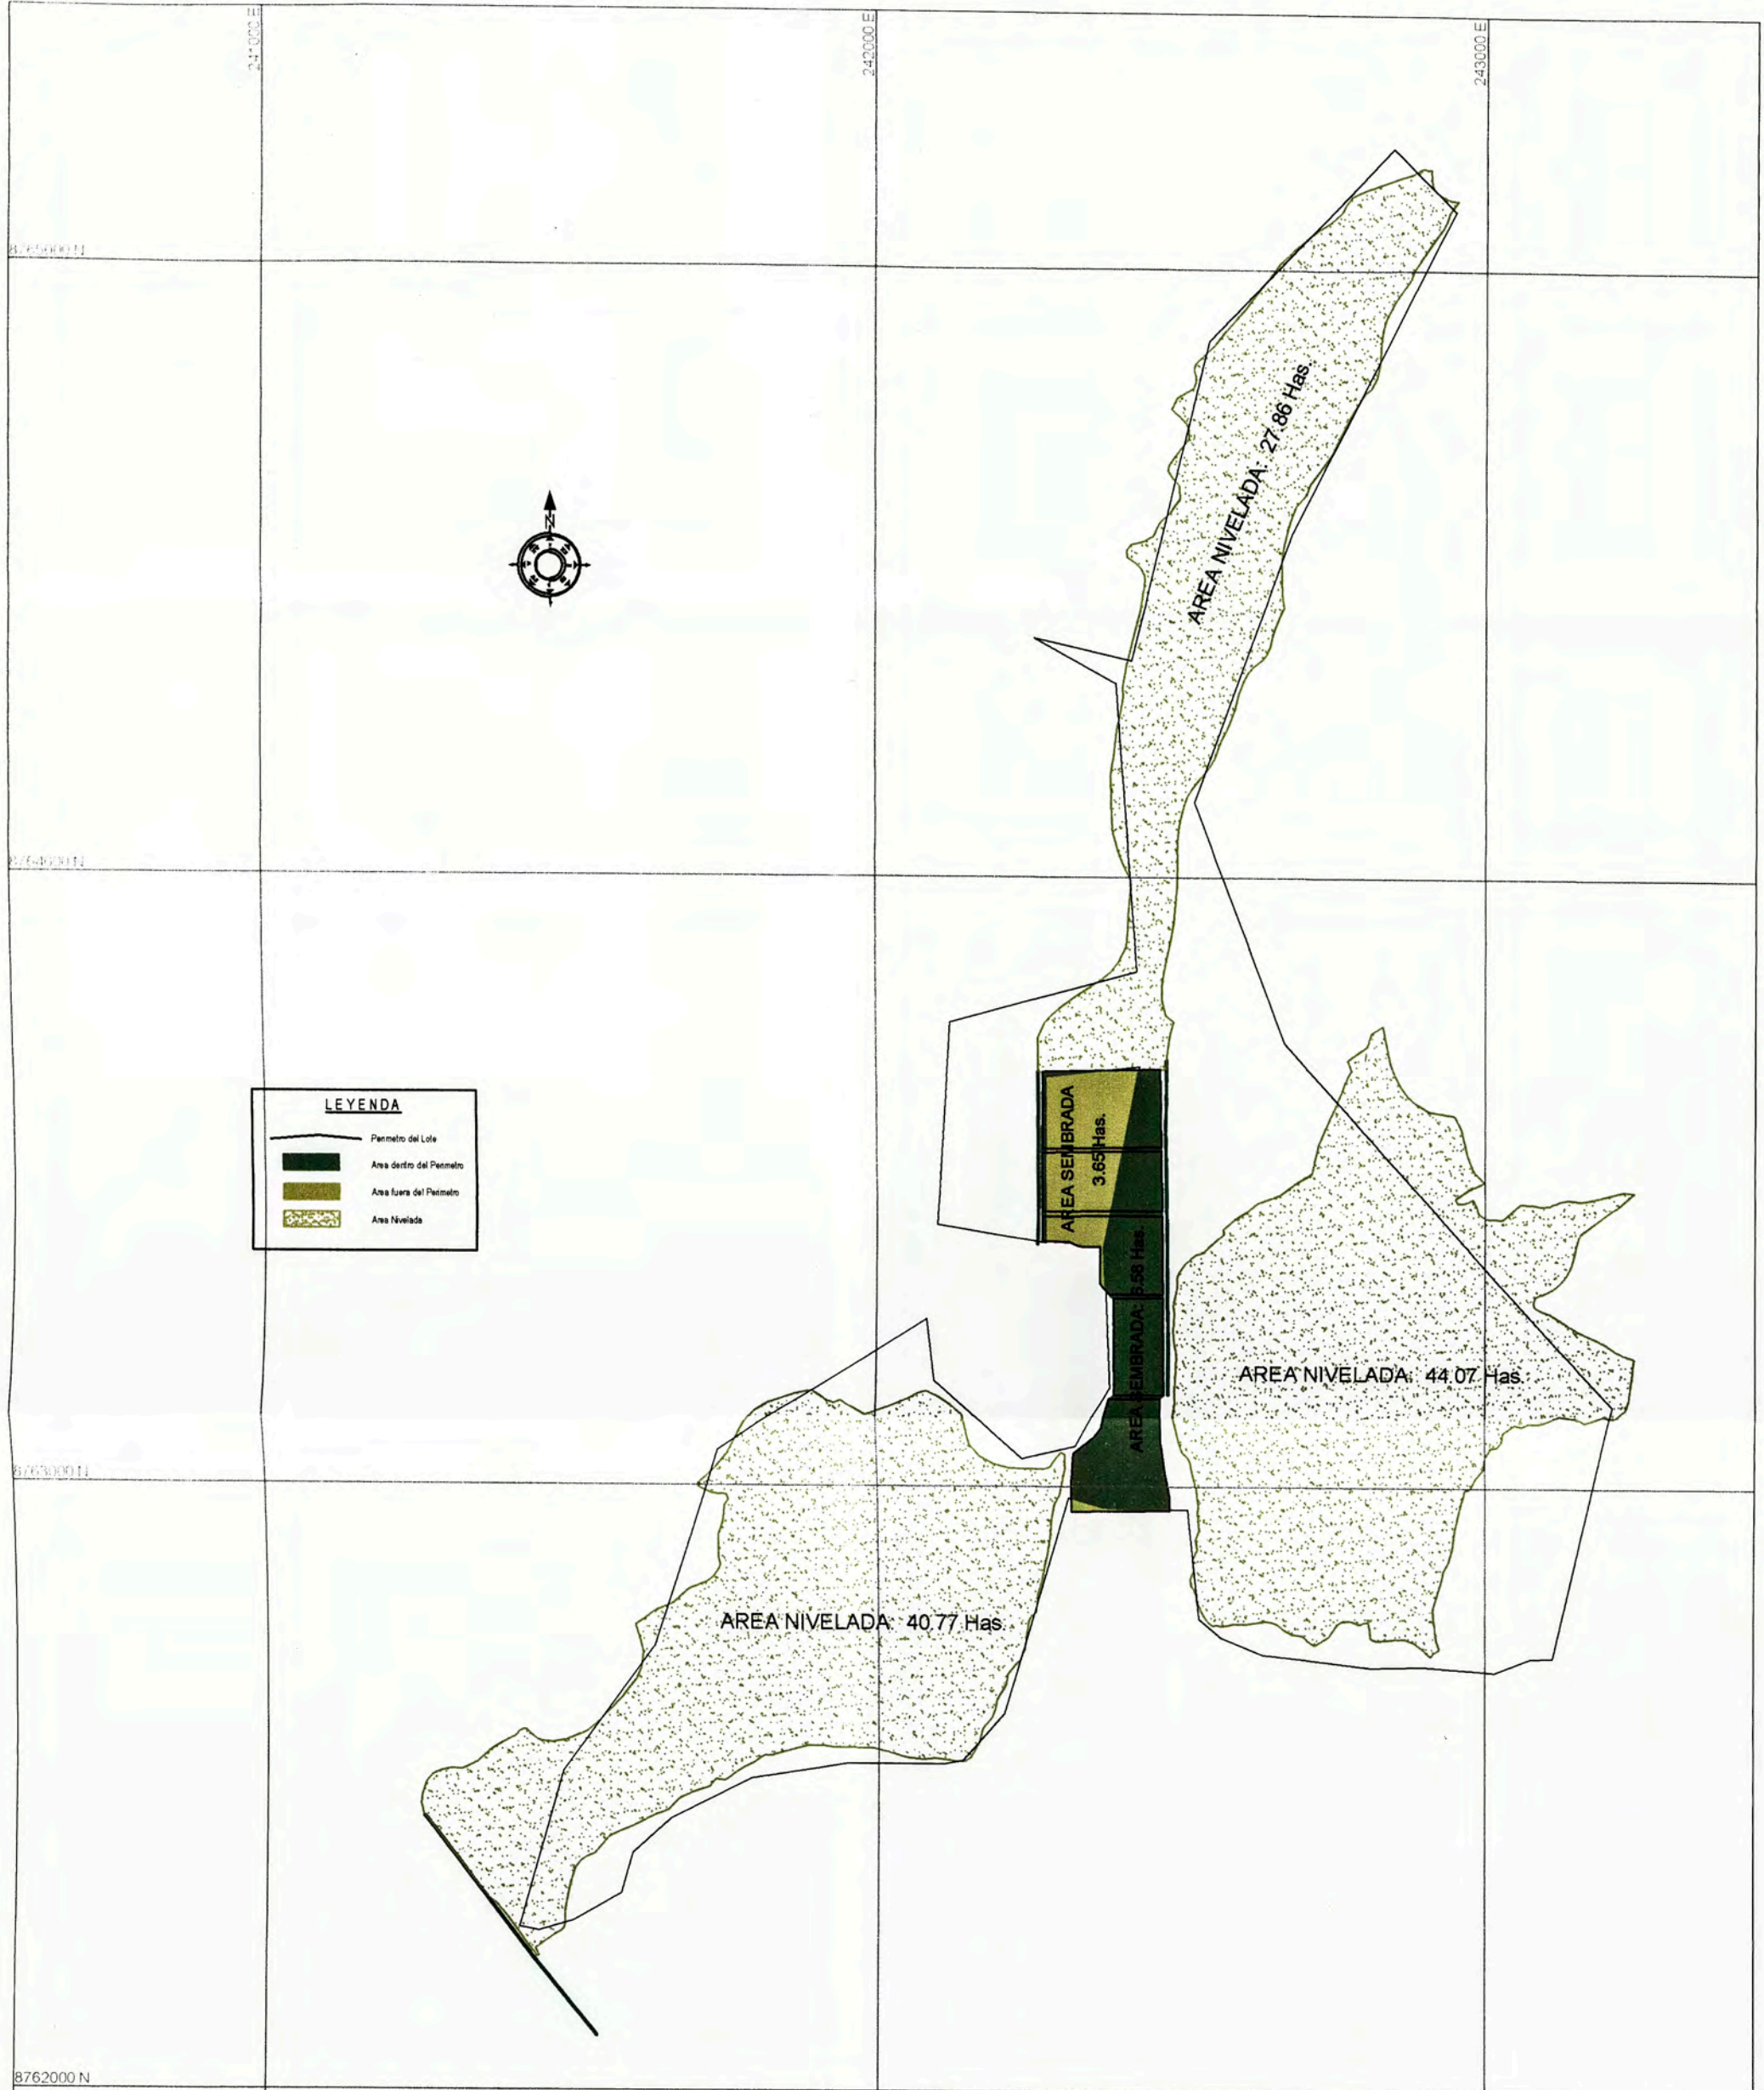 241000 E
242000 E
243000 E
8765000 N
AREA NIVELADA: 27.86 Has.
N
8764000 N
LEYENDA
Perimetro del Lote
Area dentro del Perimetro
Area fuera del Perimetro
Area Nivelada
AREA SEMBRADA
3.65 Has.
AREA SEMBRADA:
Has.
AREA NIVELADA: 44.07 Has.
8763000 N
AREA NIVELADA: 40.77 Has.
8762000 N